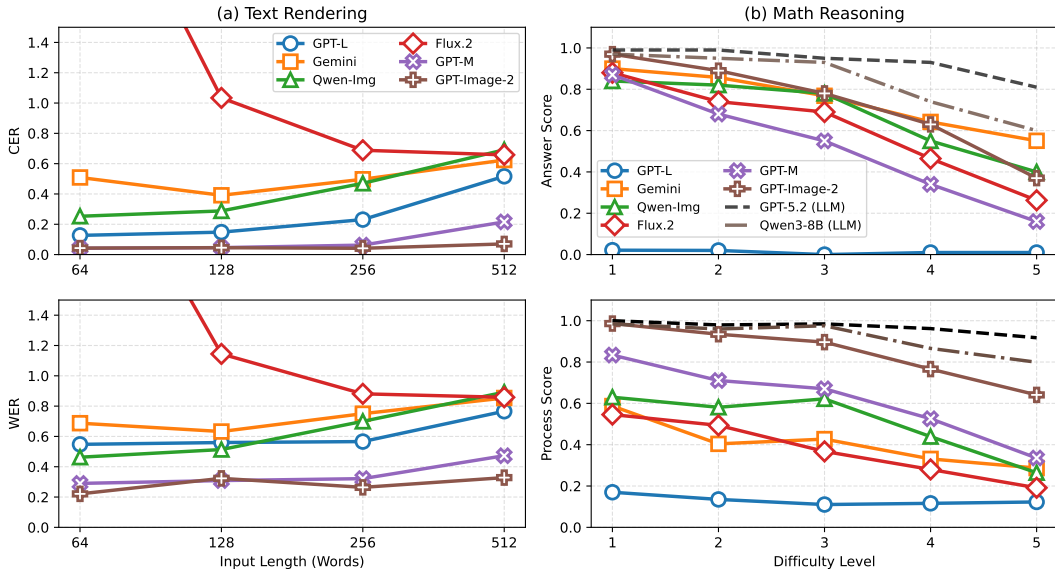 (a) Text Rendering
CER
1.4
1.2
1.0
0.8
0.6
0.4
0.2
0.0
64
128
256
512
GPT-L
Gemini
Qwen-Img
Flux.2
GPT-M
GPT-Image-2
(b) Math Reasoning
Answer Score
1.0
0.8
0.6
0.4
0.2
0.0
1
2
3
4
5
GPT-L
Gemini
Qwen-Img
Flux.2
GPT-M
GPT-Image-2
GPT-5.2 (LLM)
Qwen3-8B (LLM)
WER
1.4
1.2
1.0
0.8
0.6
0.4
0.2
0.0
64
128
256
512
Input Length (Words)
Process Score
1.0
0.8
0.6
0.4
0.2
0.0
1
2
3
4
5
Difficulty Level